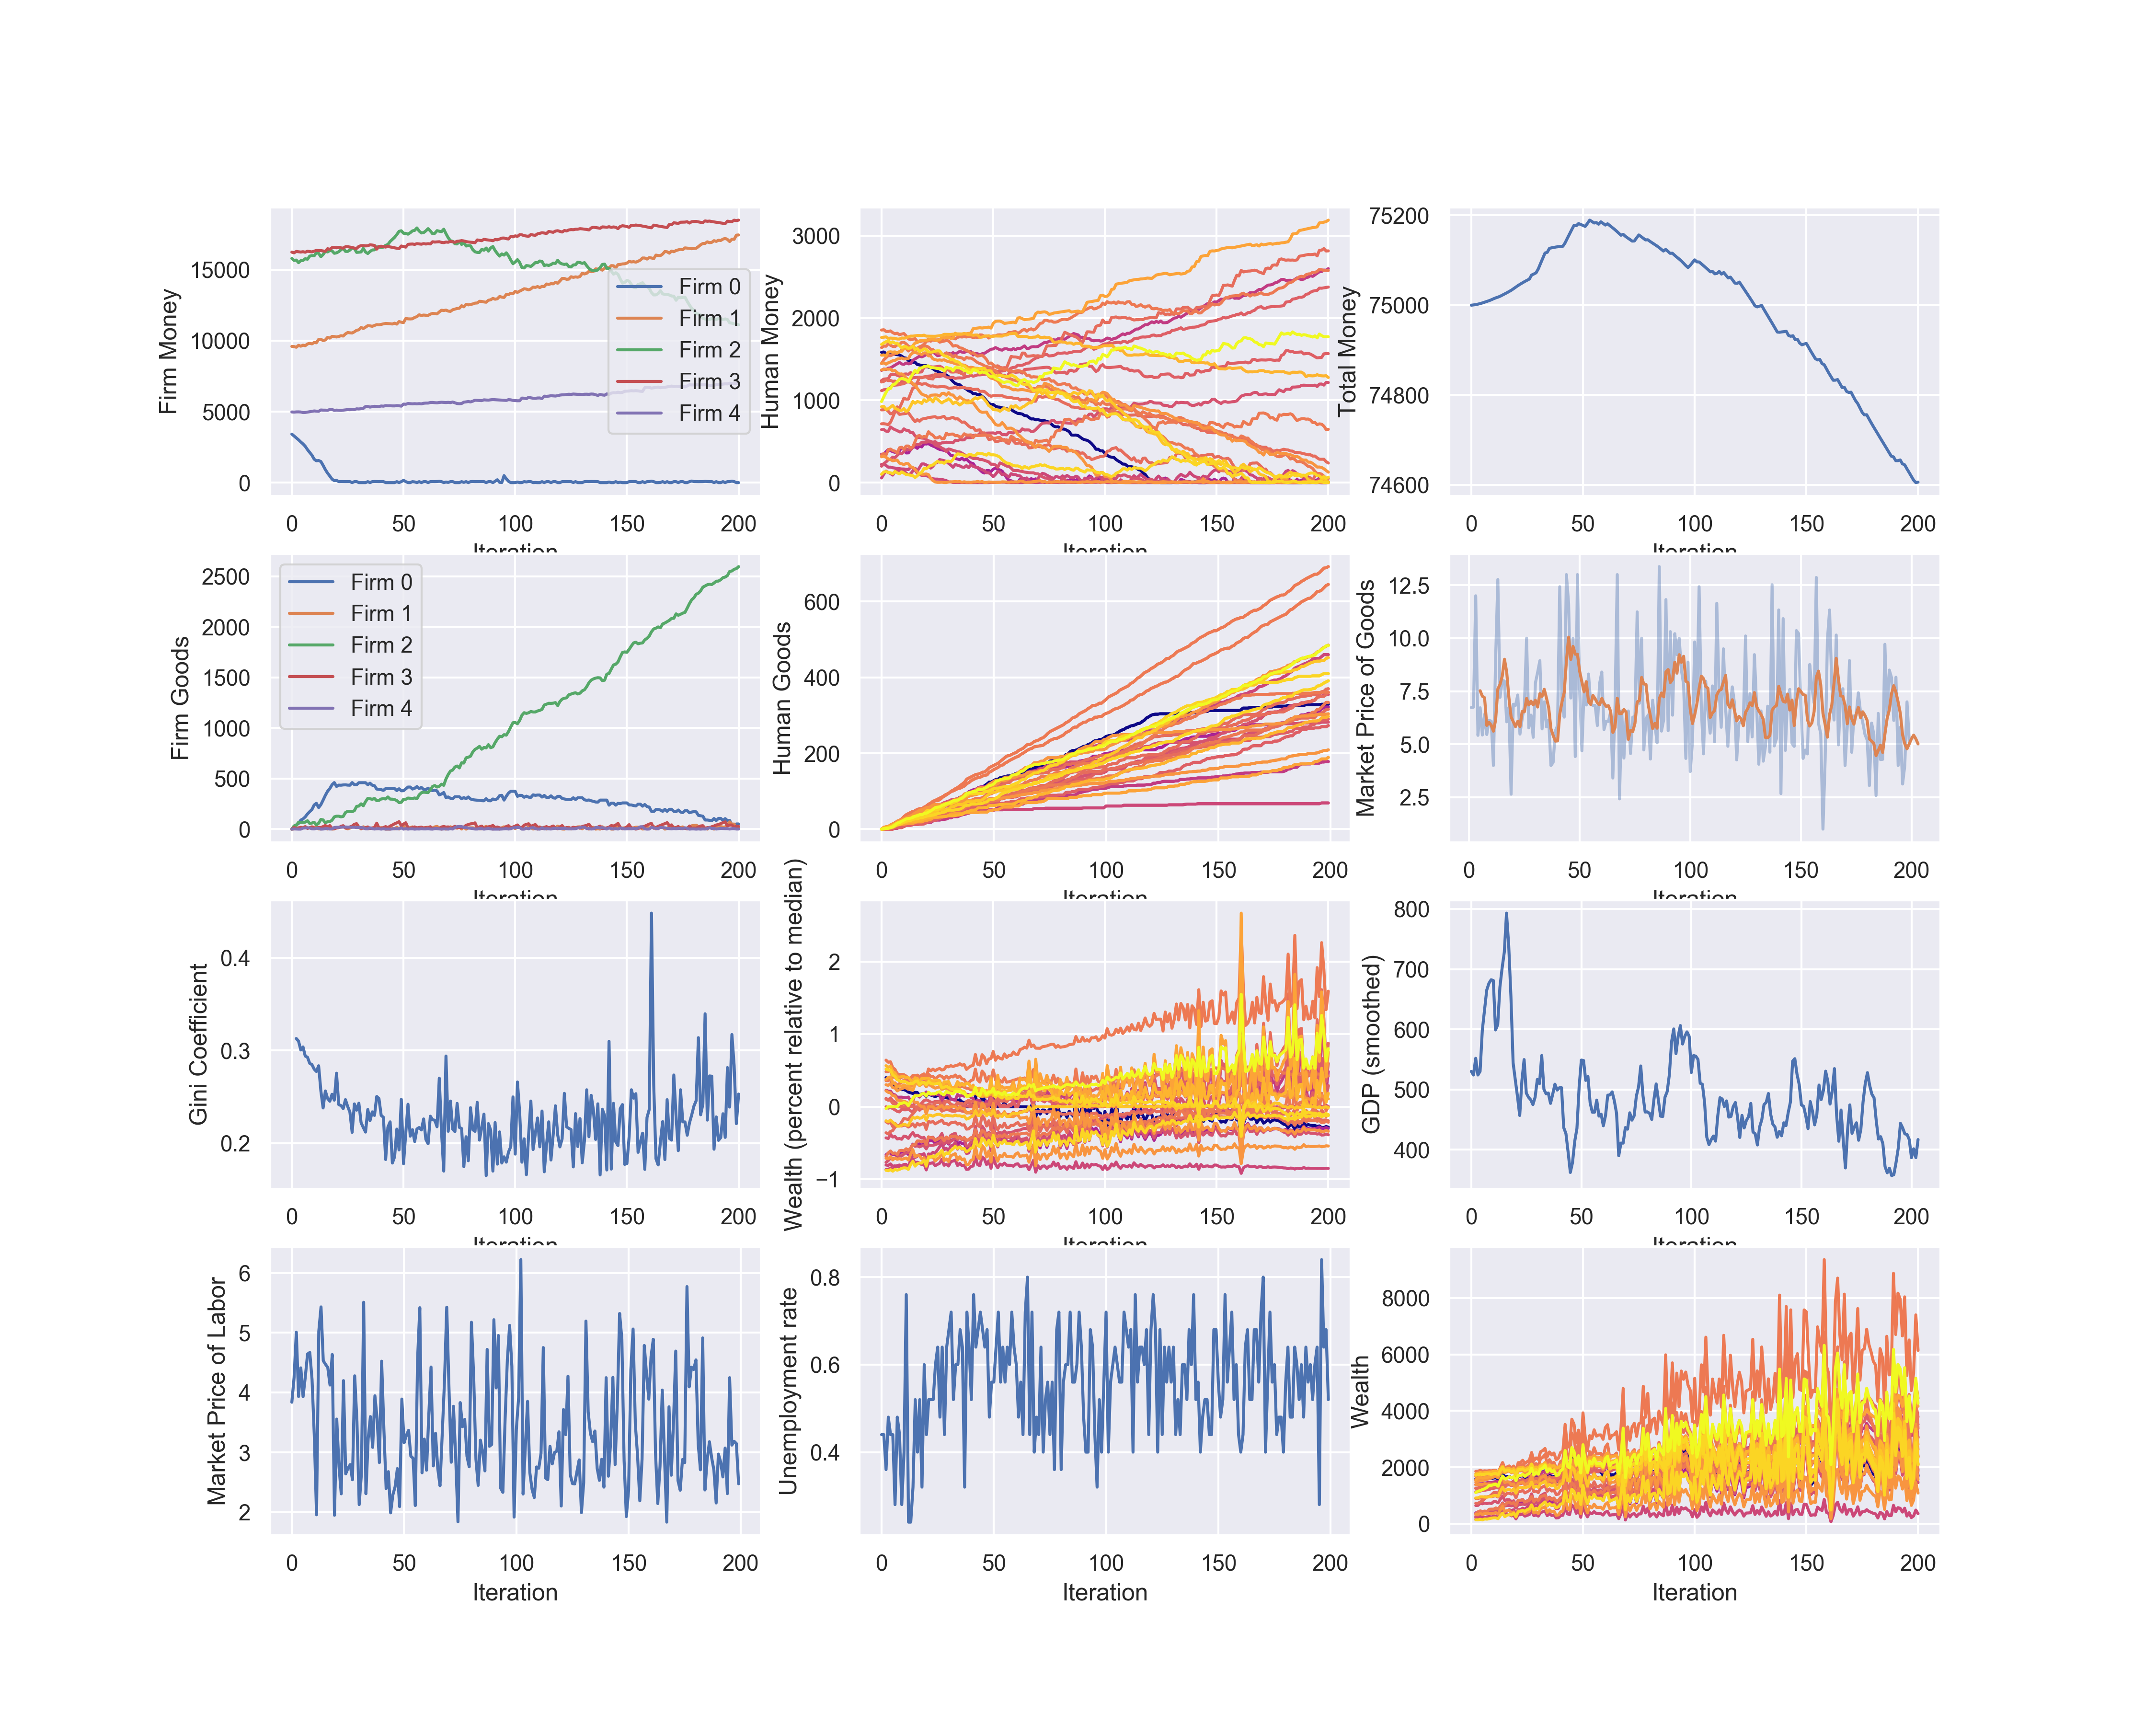 Firm Money
15000
10000
5000
0
0 50 100 150 200
Iteration
Firm 0
Firm 1
Firm 2
Firm 3
Firm 4
Human Money
3000
2000
1000
0
0 50 100 150 200
Iteration
Total Money
75200
75000
74800
74600
0 50 100 150 200
Iteration
Firm Goods
2500
2000
1500
1000
500
0
0 50 100 150 200
Iteration
Firm 0
Firm 1
Firm 2
Firm 3
Firm 4
Human Goods
600
400
200
0
0 50 100 150 200
Iteration
Market Price of Goods
12.5
10.0
7.5
5.0
2.5
0 50 100 150 200
Iteration
Gini Coefficient
0.4
0.3
0.2
0 50 100 150 200
Iteration
Wealth (percent relative to median)
2
1
0
−1
0 50 100 150 200
Iteration
GDP (smoothed)
800
700
600
500
400
0 50 100 150 200
Iteration
Market Price of Labor
6
5
4
3
2
0 50 100 150 200
Iteration
Unemployment rate
0.8
0.6
0.4
0 50 100 150 200
Iteration
Wealth
8000
6000
4000
2000
0
0 50 100 150 200
Iteration